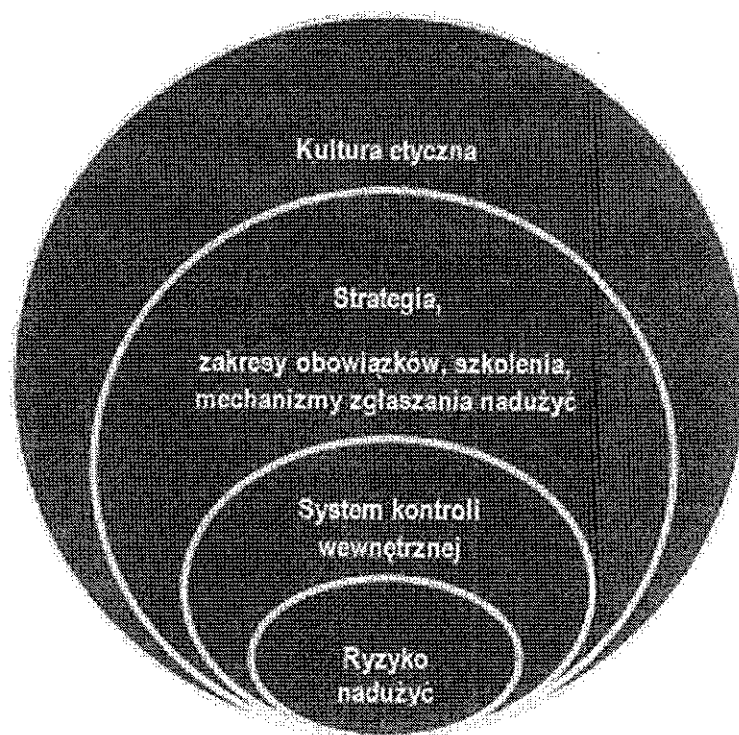 Kultura etyczna
Strategia,
zakresy obowiązków, szkolenia,
mechanizmy zgłaszania nadużyć
System kontroli
wewnętrznej
Ryzyko
nadużyć